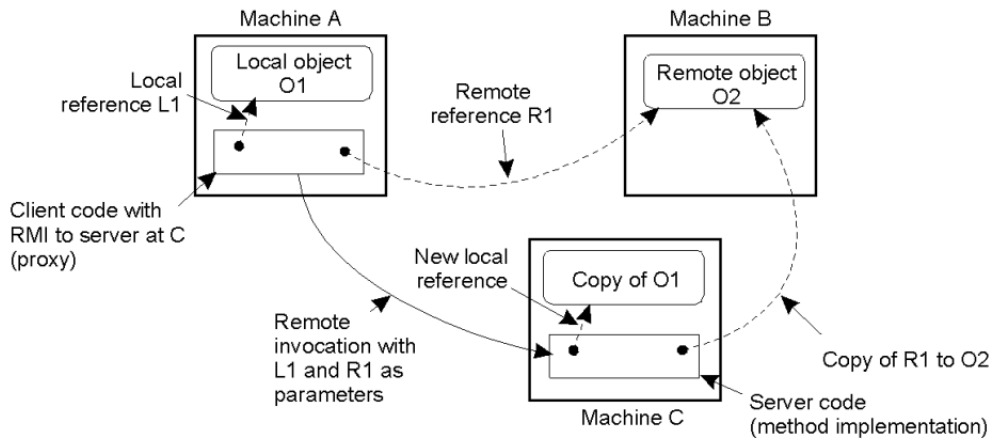 Machine A
Machine B
Local object
O1
Remote object
O2
Local
reference L1
Remote
reference R1
Client code with
RMI to server at C
(proxy)
New local
reference
Copy of O1
Remote
invocation with
L1 and R1 as
parameters
Copy of R1 to O2
Machine C
Server code
(method implementation)